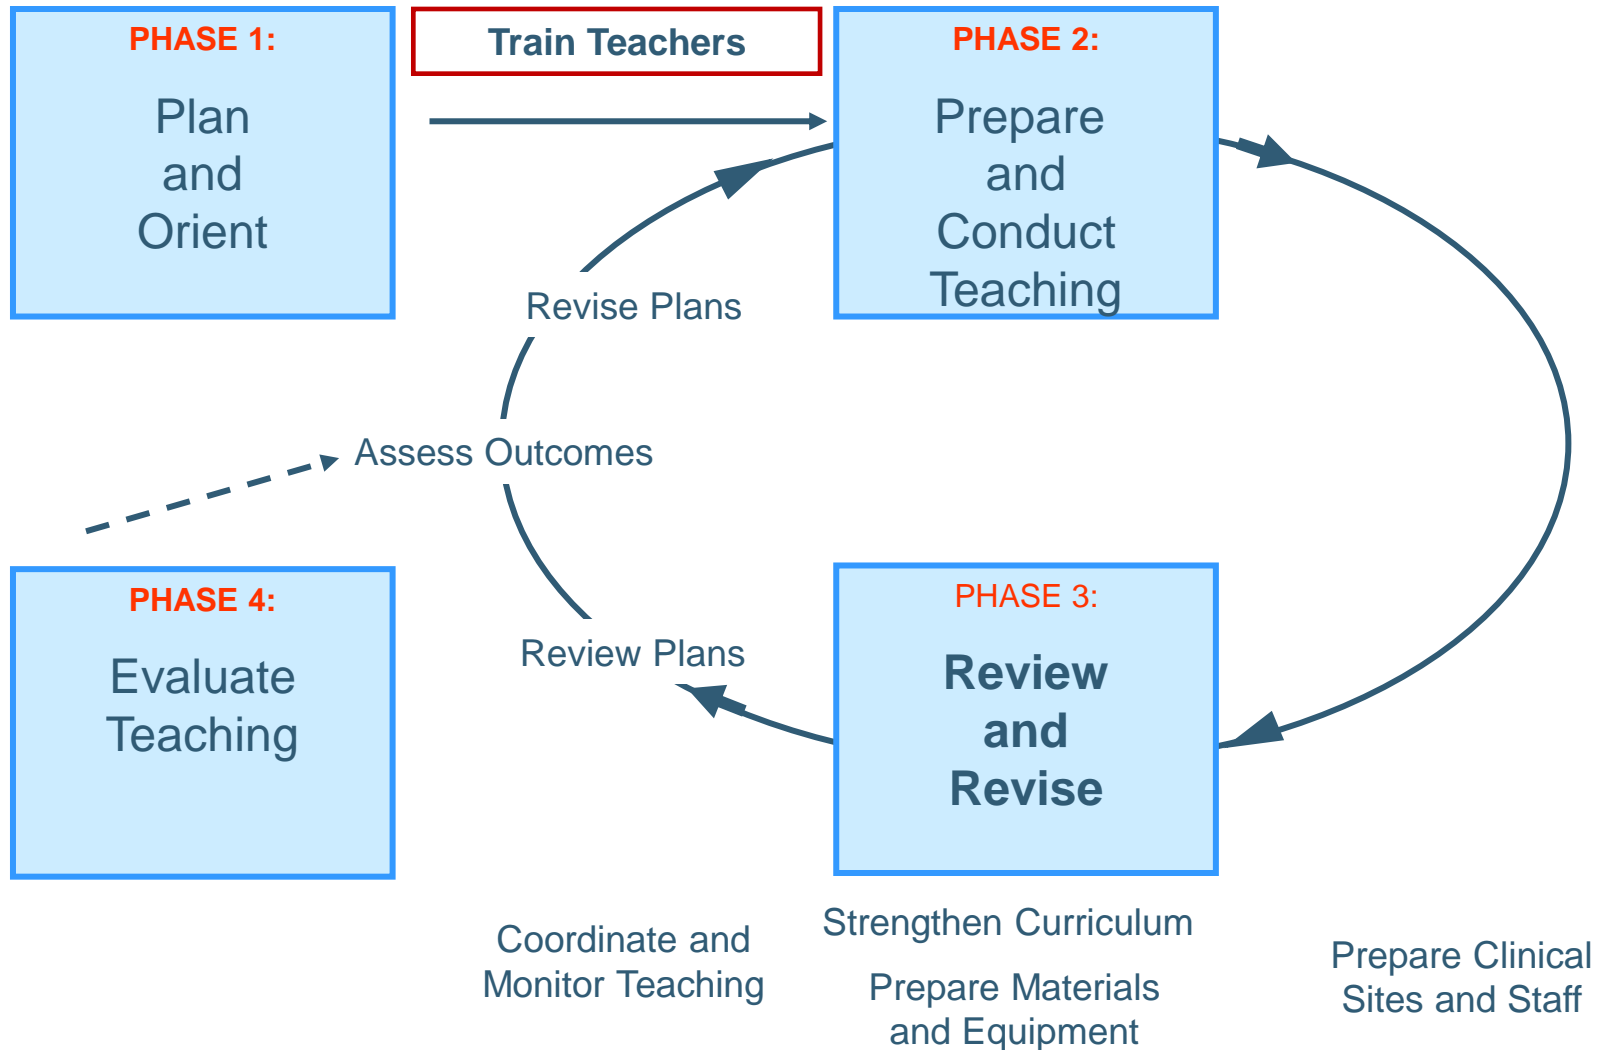 PHASE 1:
Plan
and
Orient
Train Teachers
PHASE 2:
Prepare
and
Conduct
Teaching
Revise Plans
Assess Outcomes
PHASE 4:
Evaluate
Teaching
Review Plans
PHASE 3:
Review
and
Revise
Coordinate and
Monitor Teaching
Strengthen Curriculum
Prepare Materials
and Equipment
Prepare Clinical
Sites and Staff